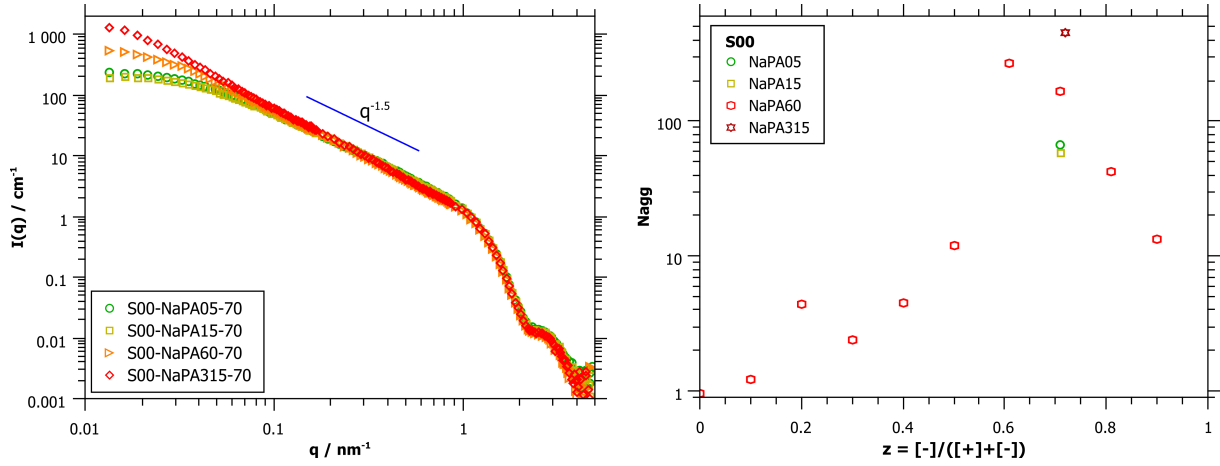 1 000
100
10
1
0.1
0.01
0.001
I(q) / cm⁻¹
q⁻¹·⁵
S00-NaPA05-70
S00-NaPA15-70
S00-NaPA60-70
S00-NaPA315-70
0.01
0.1
1
q / nm⁻¹
100
10
1
Nagg
S00
NaPA05
NaPA15
NaPA60
NaPA315
0
0.2
0.4
0.6
0.8
1
z = [-]/([+]+[-])